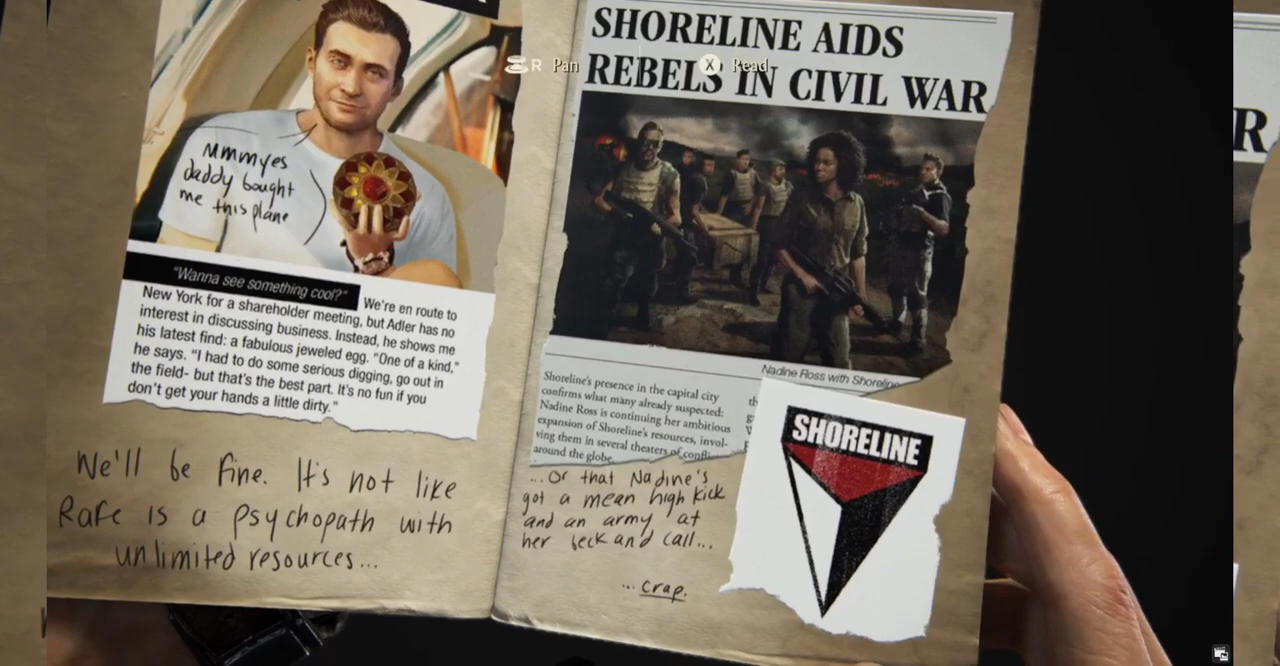 mmmyes
daddy bought
me this plane
"Wanna see something cool?" We're en route to
New York for a shareholder meeting, but Adler has no
interest in discussing business. Instead, he shows me
his latest find: a fabulous jeweled egg. "One of a kind,"
he says. "I had to do some serious digging, go out in
the field- but that's the best part. It's no fun if you
don't get your hands a little dirty."
We'll be fine. It's not like
Rafe is a psychopath with
unlimited resources...
SHORELINE AIDS
REBELS IN CIVIL WAR
R Pan
X Read
Nadine Ross with Shoreline
Shoreline's presence in the capital city
confirms what many already suspected:
Nadine Ross is continuing her ambitious
expansion of Shoreline's resources, invol-
ving them in several theaters of confli
around the globe.
...Or that Nadine's
got a mean high kick
and an army at
her beck and call...
...crap.
SHORELINE
R